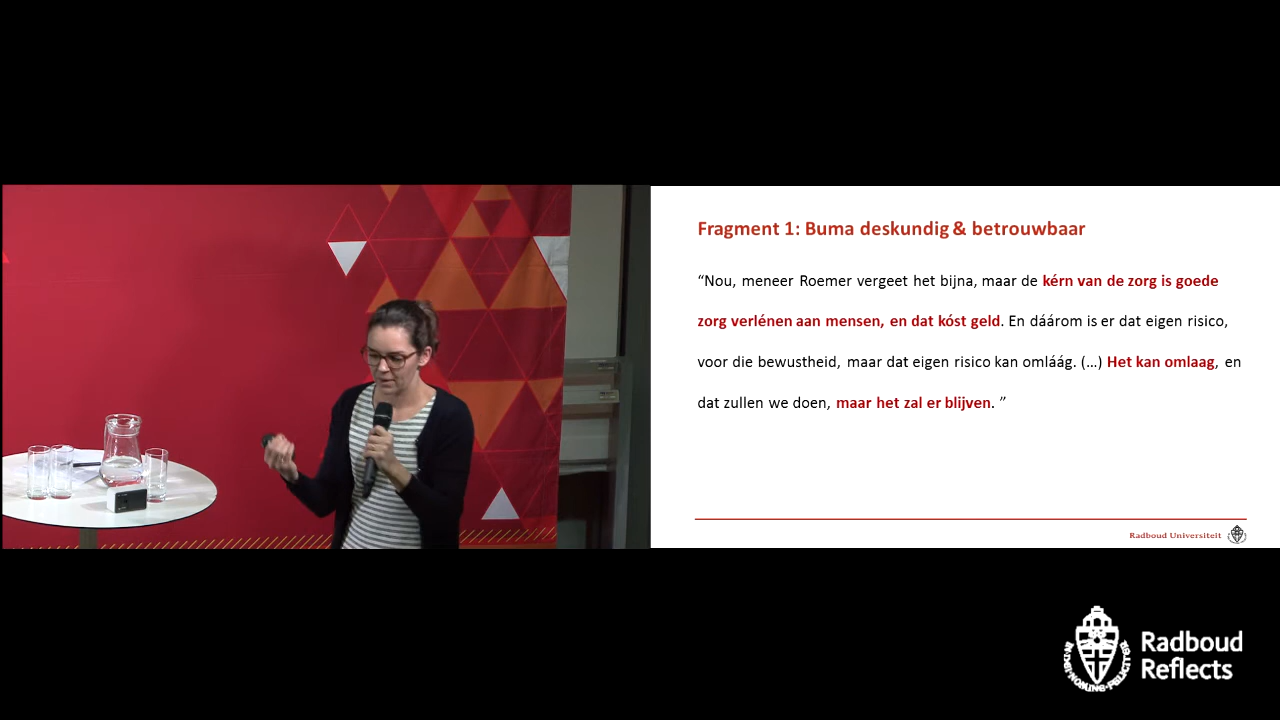 Fragment 1: Buma deskundig & betrouwbaar
“Nou, meneer Roemer vergeet het bijna, maar de kérn van de zorg is goede
zorg verlénen aan mensen, en dat kóst geld. En dáárom is er dat eigen risico,
voor die bewustheid, maar dat eigen risico kan omláág. (...) Het kan omlaag, en
dat zullen we doen, maar het zal er blijven. ”
Radboud Universiteit
Radboud
Reflects